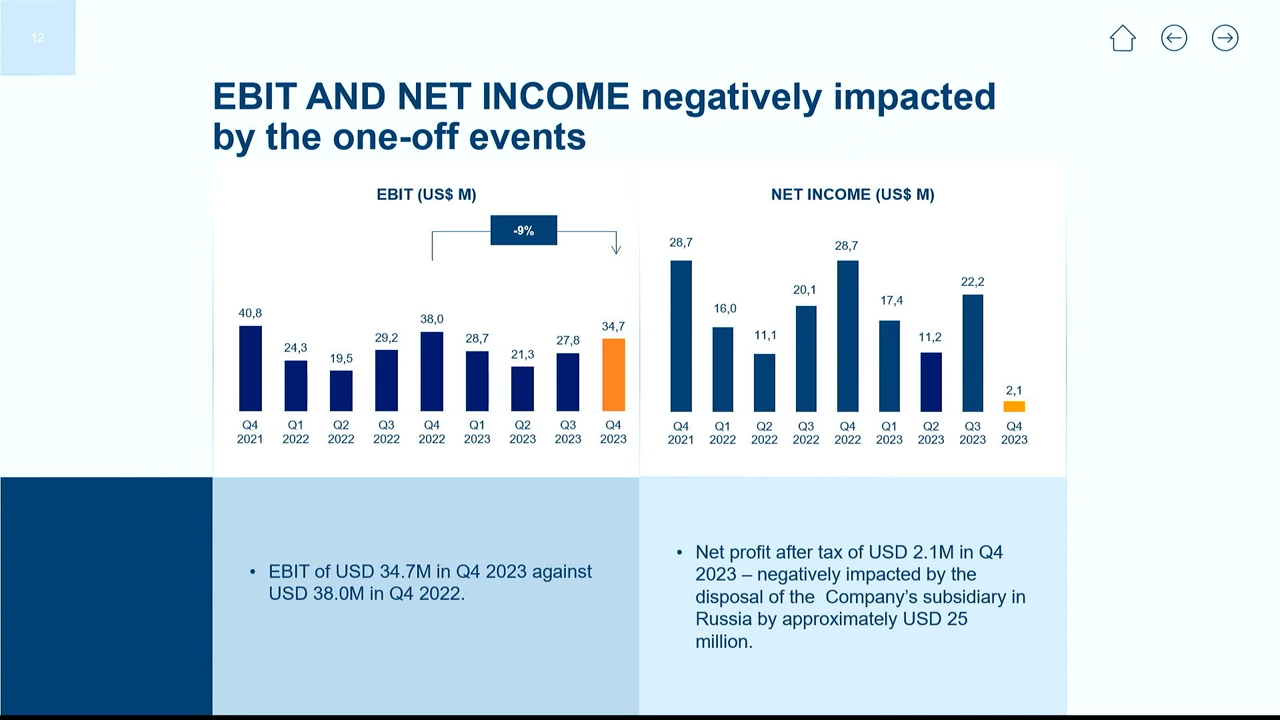 12
EBIT AND NET INCOME negatively impacted
by the one-off events
EBIT (US$ M)
-9%
40,8
24,3
19,5
29,2
38,0
28,7
21,3
27,8
34,7
Q4
2021
Q1
2022
Q2
2022
Q3
2022
Q4
2022
Q1
2023
Q2
2023
Q3
2023
Q4
2023
NET INCOME (US$ M)
28,7
16,0
11,1
20,1
28,7
17,4
11,2
22,2
2,1
Q4
2021
Q1
2022
Q2
2022
Q3
2022
Q4
2022
Q1
2023
Q2
2023
Q3
2023
Q4
2023
• EBIT of USD 34.7M in Q4 2023 against
USD 38.0M in Q4 2022.
• Net profit after tax of USD 2.1M in Q4
2023 – negatively impacted by the
disposal of the  Company’s subsidiary in
Russia by approximately USD 25
million.